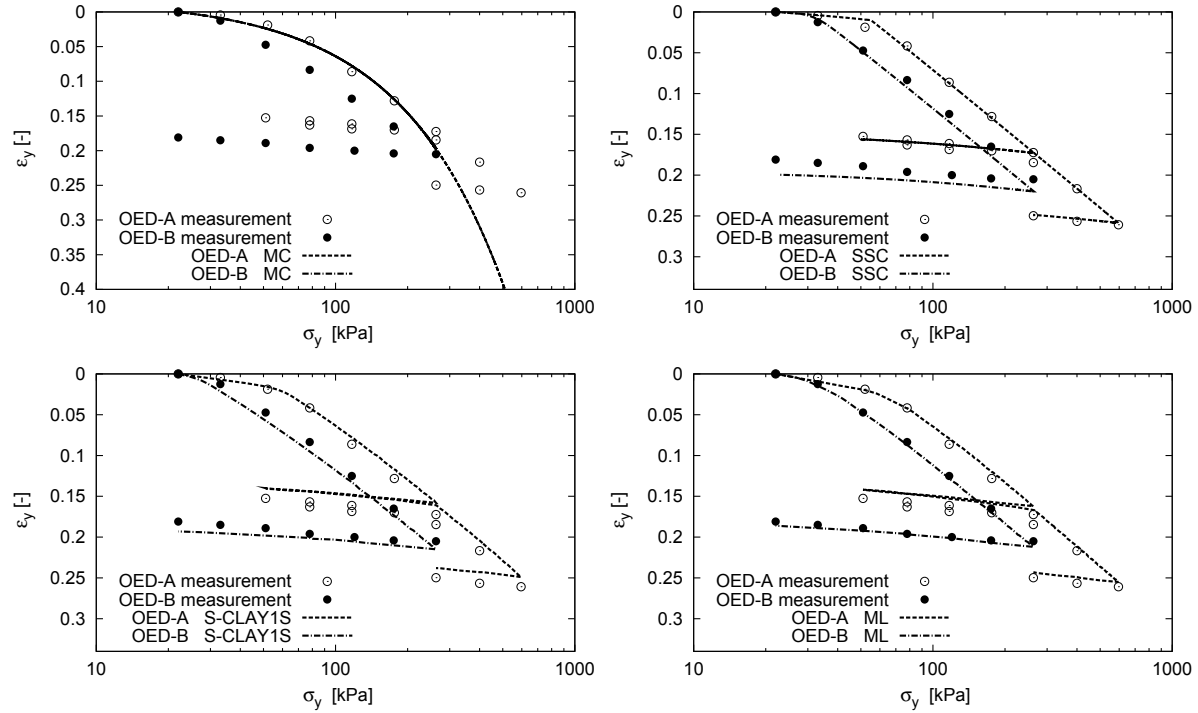 0
0.05
0.1
0.15
0.2
0.25
0.3
0.35
0.4
εy [-]
10
100
1000
σy [kPa]
OED-A measurement
OED-B measurement
OED-A MC
OED-B MC
0
0.05
0.1
0.15
0.2
0.25
0.3
εy [-]
10
100
1000
σy [kPa]
OED-A measurement
OED-B measurement
OED-A SSC
OED-B SSC
0
0.05
0.1
0.15
0.2
0.25
0.3
εy [-]
10
100
1000
σy [kPa]
OED-A measurement
OED-B measurement
OED-A S-CLAY1S
OED-B S-CLAY1S
0
0.05
0.1
0.15
0.2
0.25
0.3
εy [-]
10
100
1000
σy [kPa]
OED-A measurement
OED-B measurement
OED-A ML
OED-B ML